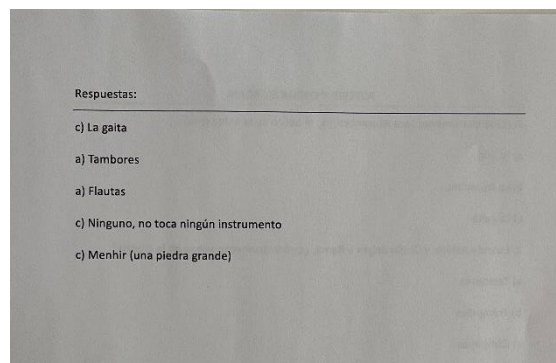 Respuestas:
c) La gaita
a) Tambores
a) Flautas
c) Ninguno, no toca ningún instrumento
c) Menhir (una piedra grande)